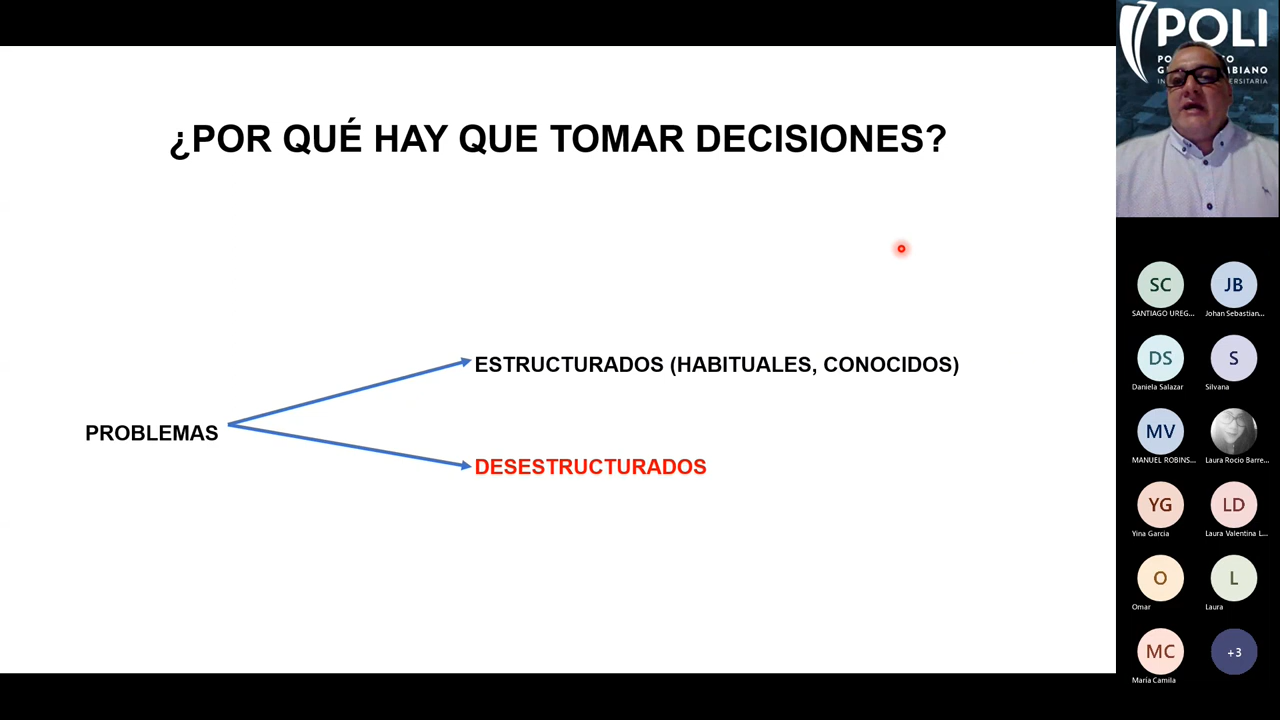 ¿POR QUÉ HAY QUE TOMAR DECISIONES?
ESTRUCTURADOS (HABITUALES, CONOCIDOS)
PROBLEMAS
DESESTRUCTURADOS
POLI
SC
SANTIAGO UREG...
JB
Johan Sebastian...
DS
Daniela Salazar
S
Silvana
MV
MANUEL ROBINS...
Laura Rocio Barre...
YG
Yina García
LD
Laura Valentina L...
O
Omar
L
Laura
MC
María Camila
+3